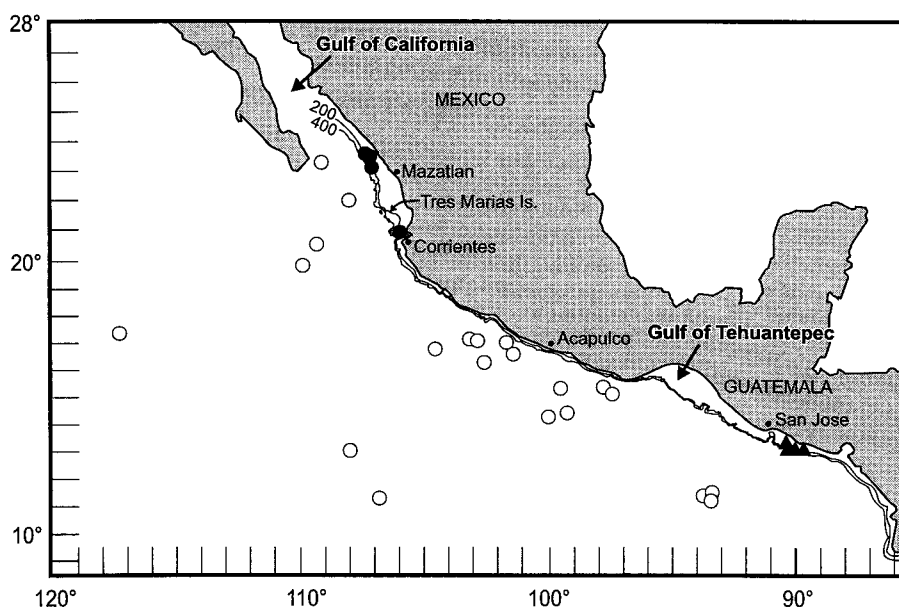 28°
Gulf of California
MEXICO
200
400
Mazatlan
Tres Marias Is.
Corrientes
20°
Acapulco
Gulf of Tehuantepec
GUATEMALA
San Jose
10°
120° 110° 100° 90°